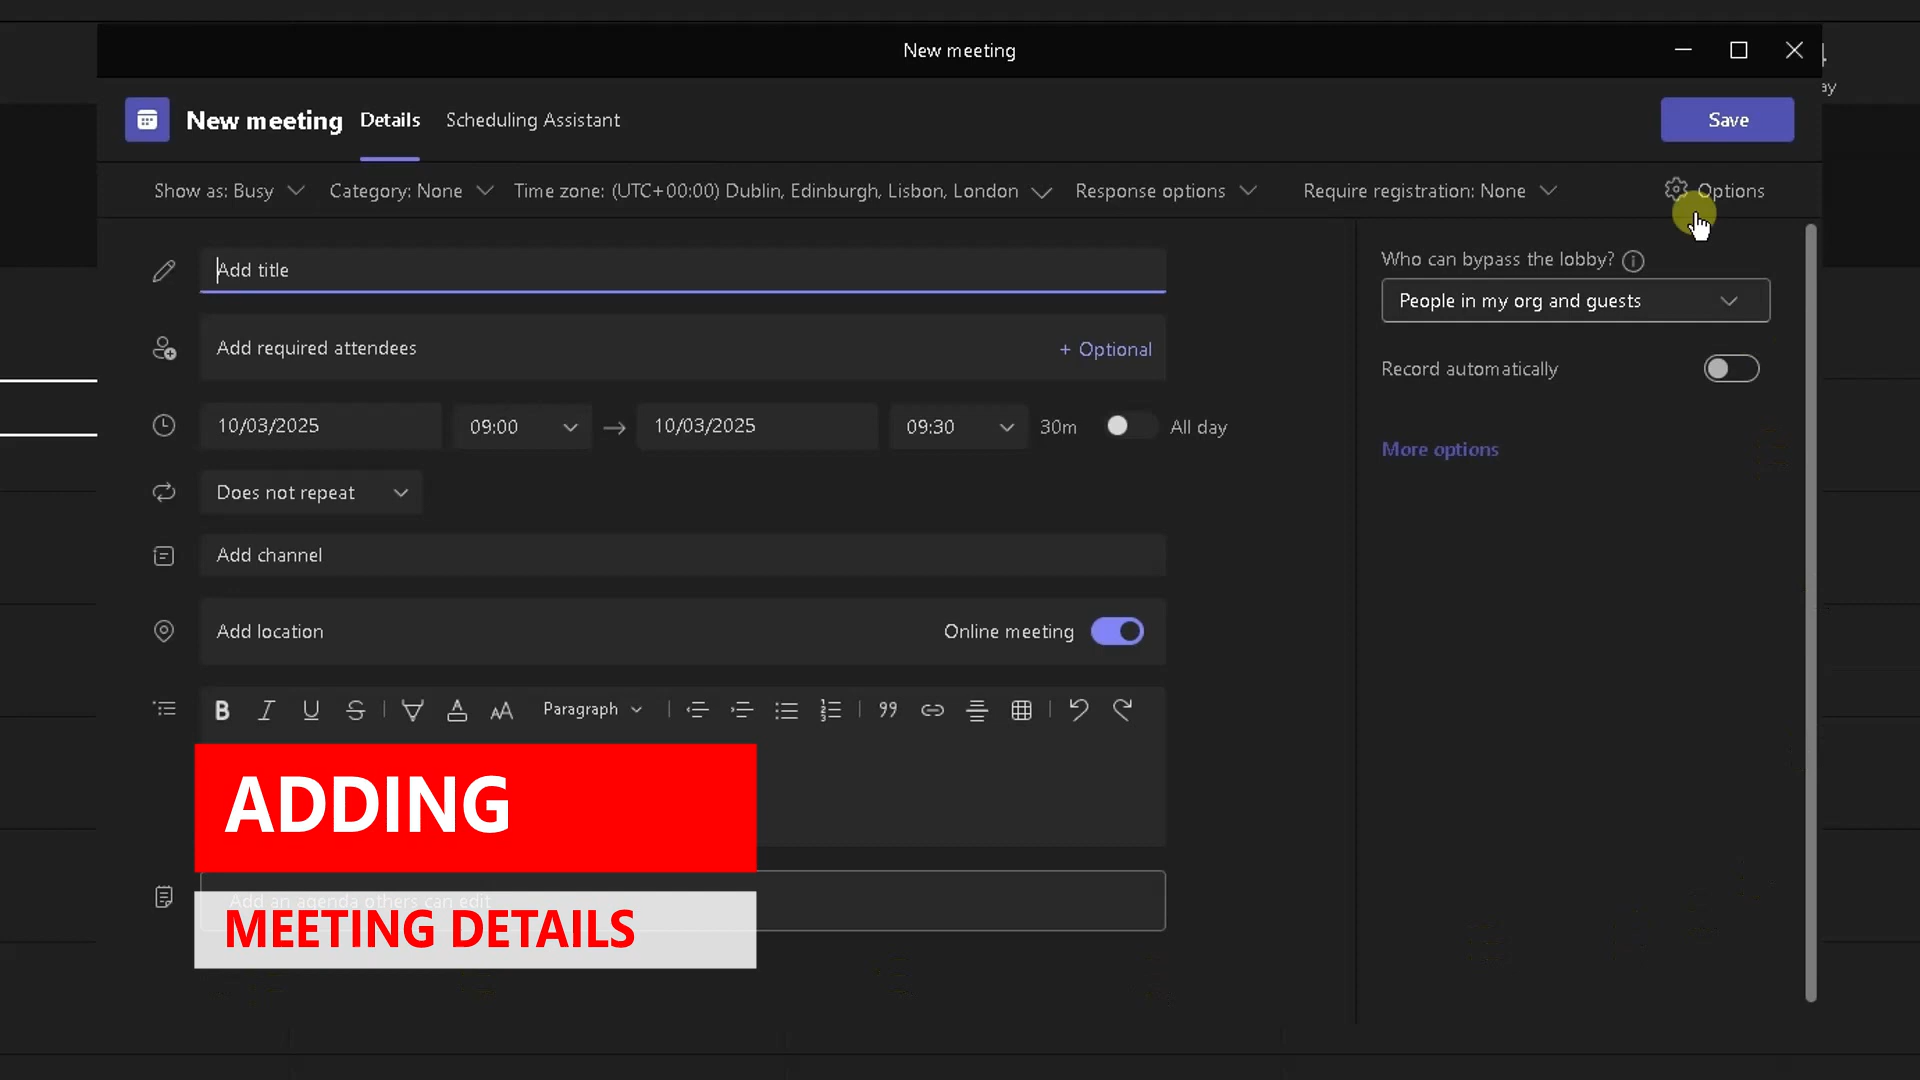 New meeting
ay
New meeting Details Scheduling Assistant Save
Show as: Busy Category: None Time zone: (UTC+00:00) Dublin, Edinburgh, Lisbon, London Response options Require registration: None Options
Add title
Who can bypass the lobby?
People in my org and guests
Add required attendees + Optional
Record automatically
10/03/2025 09:00 → 10/03/2025 09:30 30m All day
More options
Does not repeat
Add channel
Add location Online meeting
B I U S A AA Paragraph
ADDING
Add an agenda others can edit
MEETING DETAILS